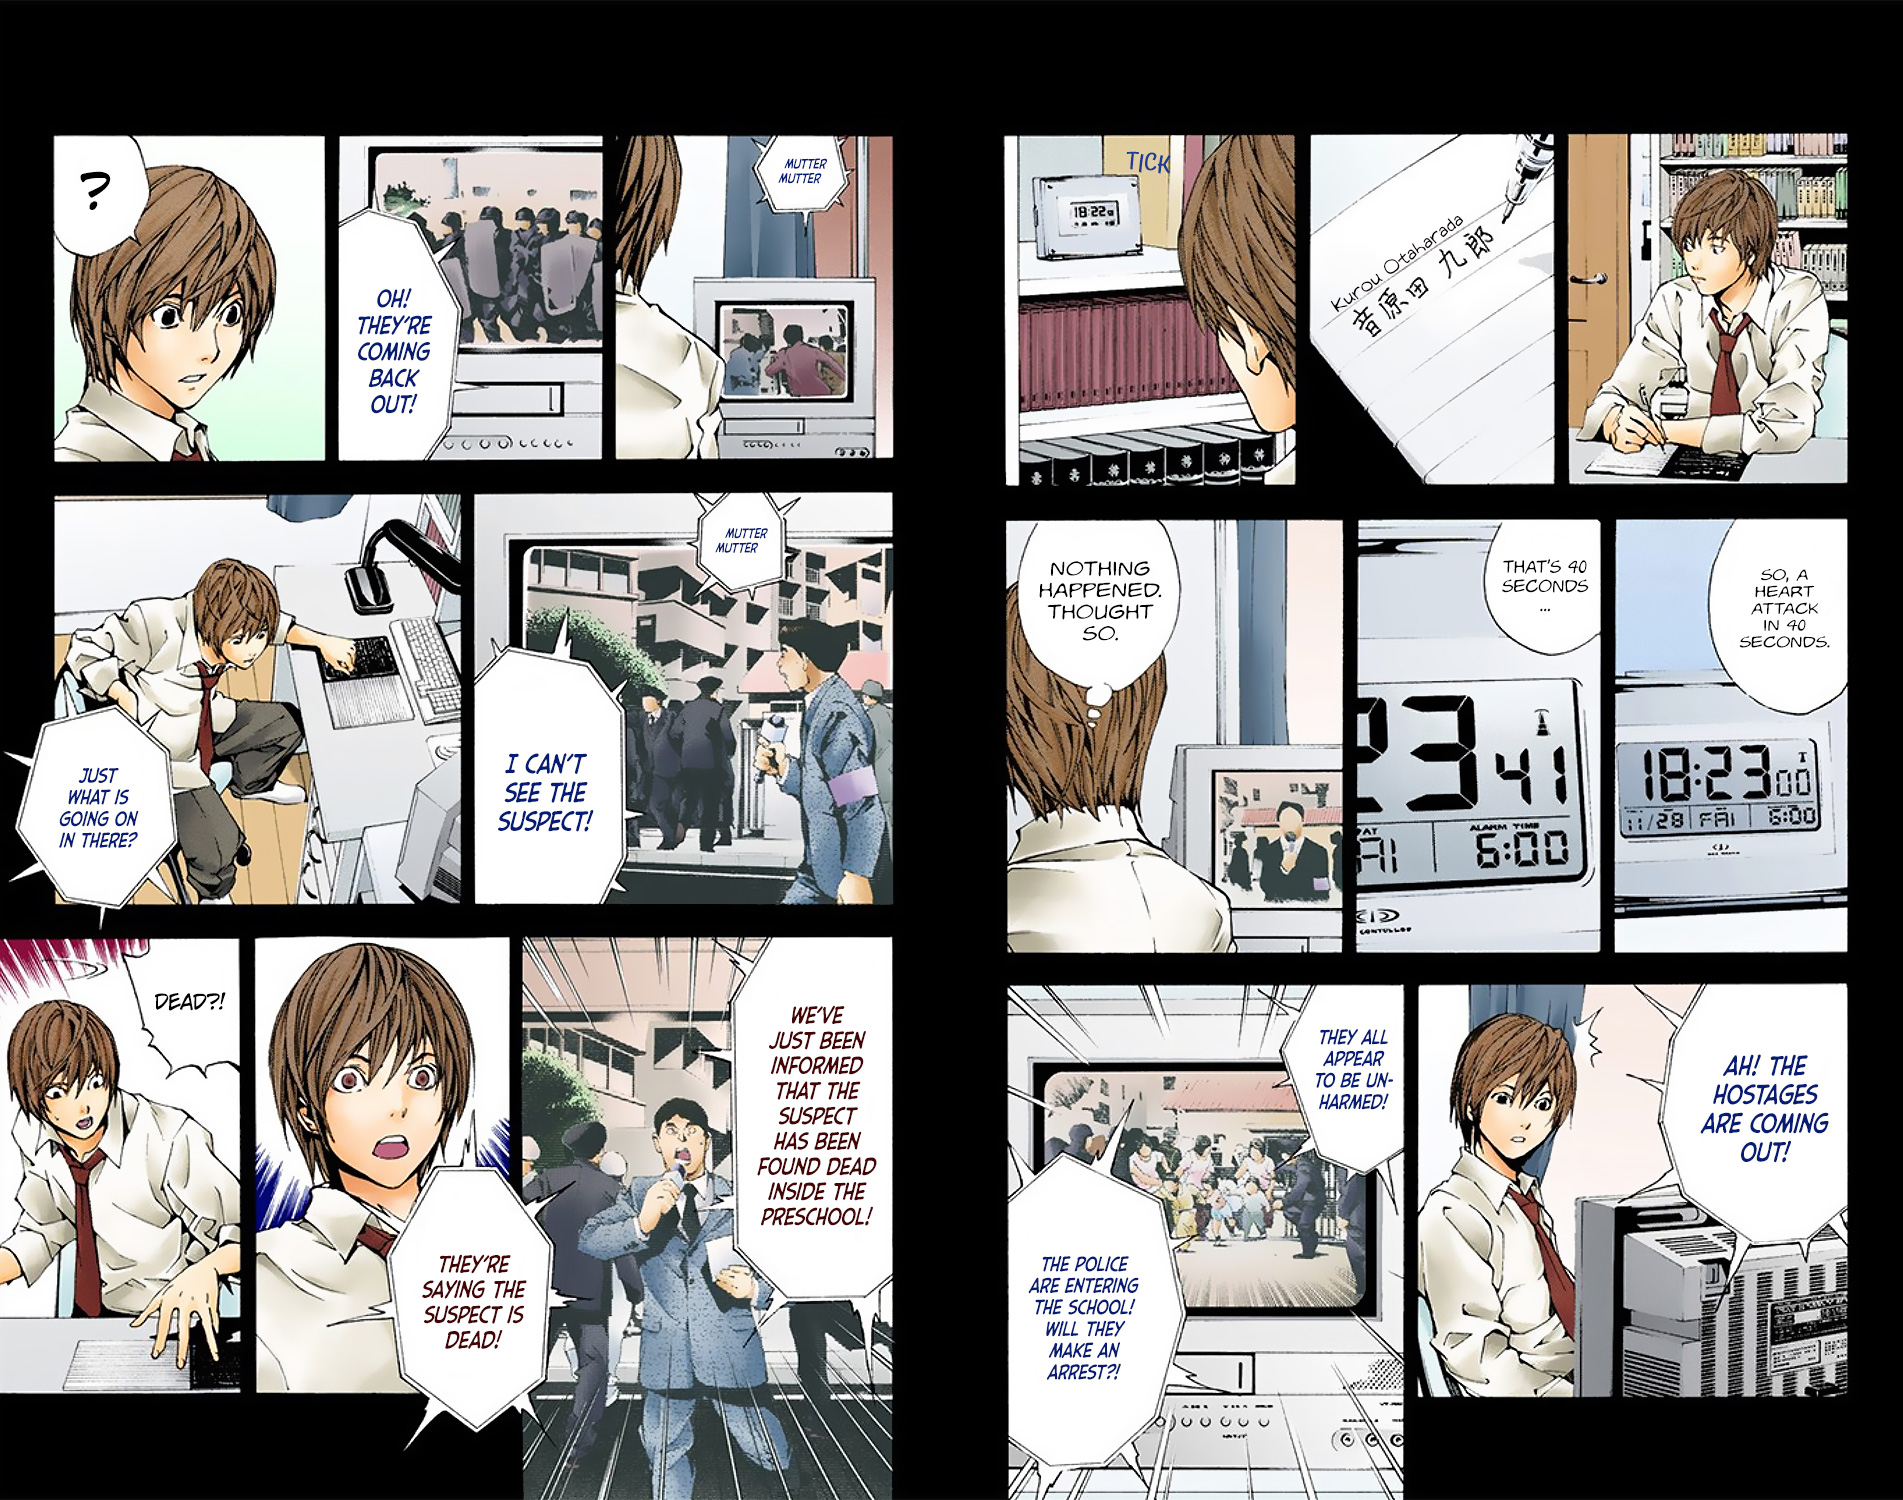 Kurou Otaharada
音原田 九郎
TICK
18:22
SO, A
HEART
ATTACK
IN 40
SECONDS.
18:23 00
11/28 FRI 6:00
THAT'S 40
SECONDS
...
23 41
ALARM TIME
6:00
NOTHING
HAPPENED.
THOUGHT
SO.
AH! THE
HOSTAGES
ARE COMING
OUT!
THEY ALL
APPEAR
TO BE UN-
HARMED!
THE POLICE
ARE ENTERING
THE SCHOOL!
WILL THEY
MAKE AN
ARREST?!
MUTTER
MUTTER
OH!
THEY'RE
COMING
BACK
OUT!
?
MUTTER
MUTTER
I CAN'T
SEE THE
SUSPECT!
JUST
WHAT IS
GOING ON
IN THERE?
WE'VE
JUST BEEN
INFORMED
THAT THE
SUSPECT
HAS BEEN
FOUND DEAD
INSIDE THE
PRESCHOOL!
THEY'RE
SAYING THE
SUSPECT IS
DEAD!
DEAD?!